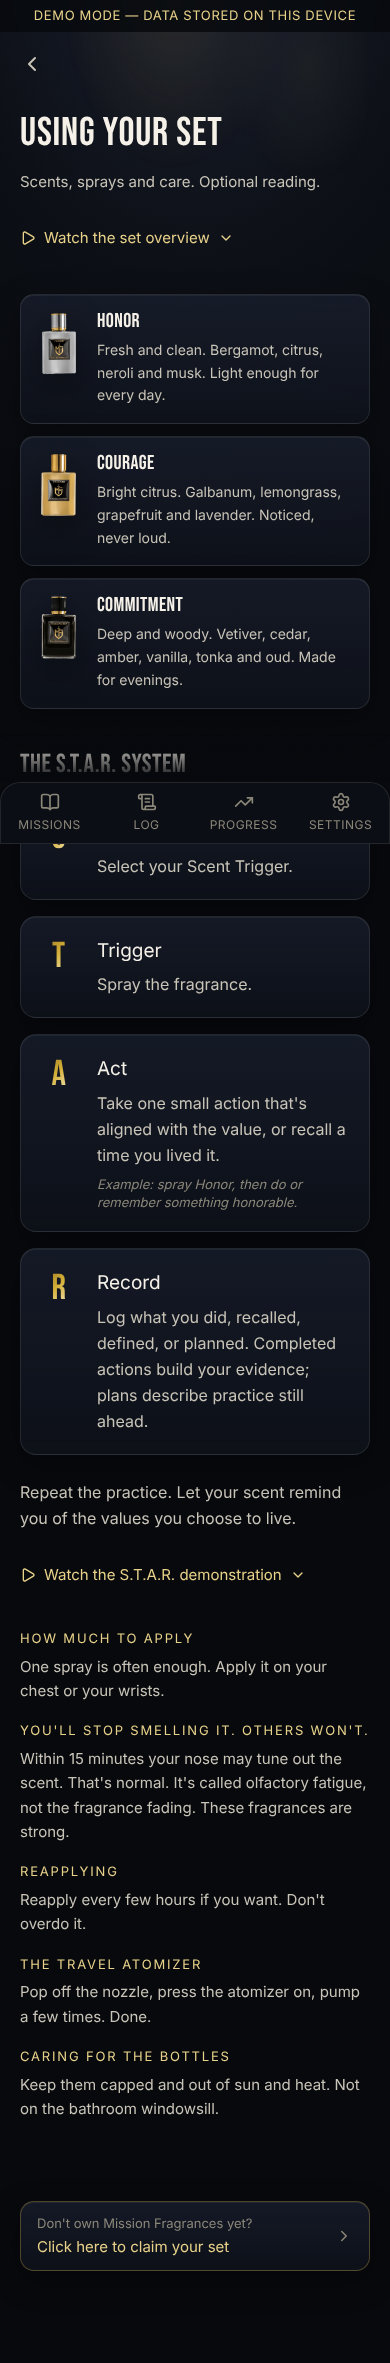 DEMO MODE — DATA STORED ON THIS DEVICE
USING YOUR SET
Scents, sprays and care. Optional reading.
Watch the set overview
HONOR
Fresh and clean. Bergamot, citrus,
neroli and musk. Light enough for
every day.
COURAGE
Bright citrus. Galbanum, lemongrass,
grapefruit and lavender. Noticed,
never loud.
COMMITMENT
Deep and woody. Vetiver, cedar,
amber, vanilla, tonka and oud. Made
for evenings.
THE S.T.A.R. SYSTEM
MISSIONS
LOG
PROGRESS
SETTINGS
Select your Scent Trigger.
T
Trigger
Spray the fragrance.
A
Act
Take one small action that's
aligned with the value, or recall a
time you lived it.
Example: spray Honor, then do or
remember something honorable.
R
Record
Log what you did, recalled,
defined, or planned. Completed
actions build your evidence;
plans describe practice still
ahead.
Repeat the practice. Let your scent remind
you of the values you choose to live.
Watch the S.T.A.R. demonstration
HOW MUCH TO APPLY
One spray is often enough. Apply it on your
chest or your wrists.
YOU'LL STOP SMELLING IT. OTHERS WON'T.
Within 15 minutes your nose may tune out the
scent. That's normal. It's called olfactory fatigue,
not the fragrance fading. These fragrances are
strong.
REAPPLYING
Reapply every few hours if you want. Don't
overdo it.
THE TRAVEL ATOMIZER
Pop off the nozzle, press the atomizer on, pump
a few times. Done.
CARING FOR THE BOTTLES
Keep them capped and out of sun and heat. Not
on the bathroom windowsill.
Don't own Mission Fragrances yet?
Click here to claim your set